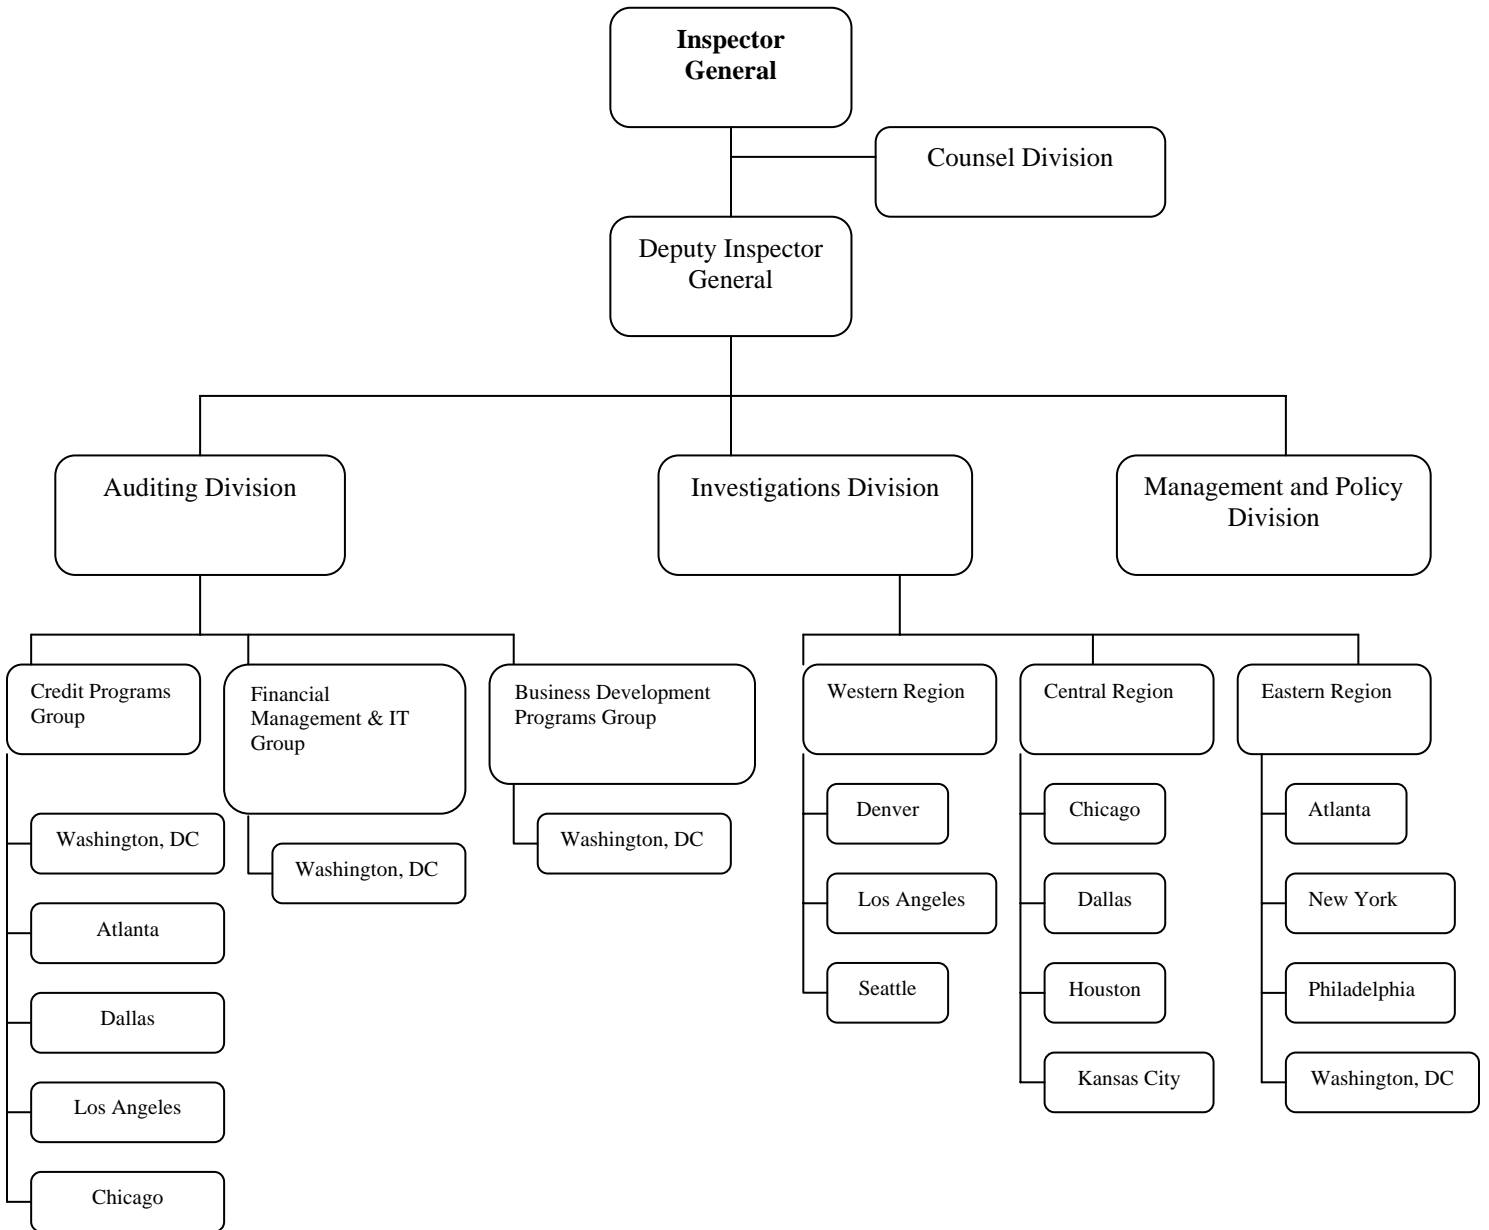 Inspector
General
Counsel Division
Deputy Inspector
General
Auditing Division
Investigations Division
Management and Policy
Division
Credit Programs
Group
Financial
Management & IT
Group
Business Development
Programs Group
Western Region
Central Region
Eastern Region
Washington, DC
Atlanta
Dallas
Los Angeles
Chicago
Washington, DC
Washington, DC
Denver
Los Angeles
Seattle
Chicago
Dallas
Houston
Kansas City
Atlanta
New York
Philadelphia
Washington, DC